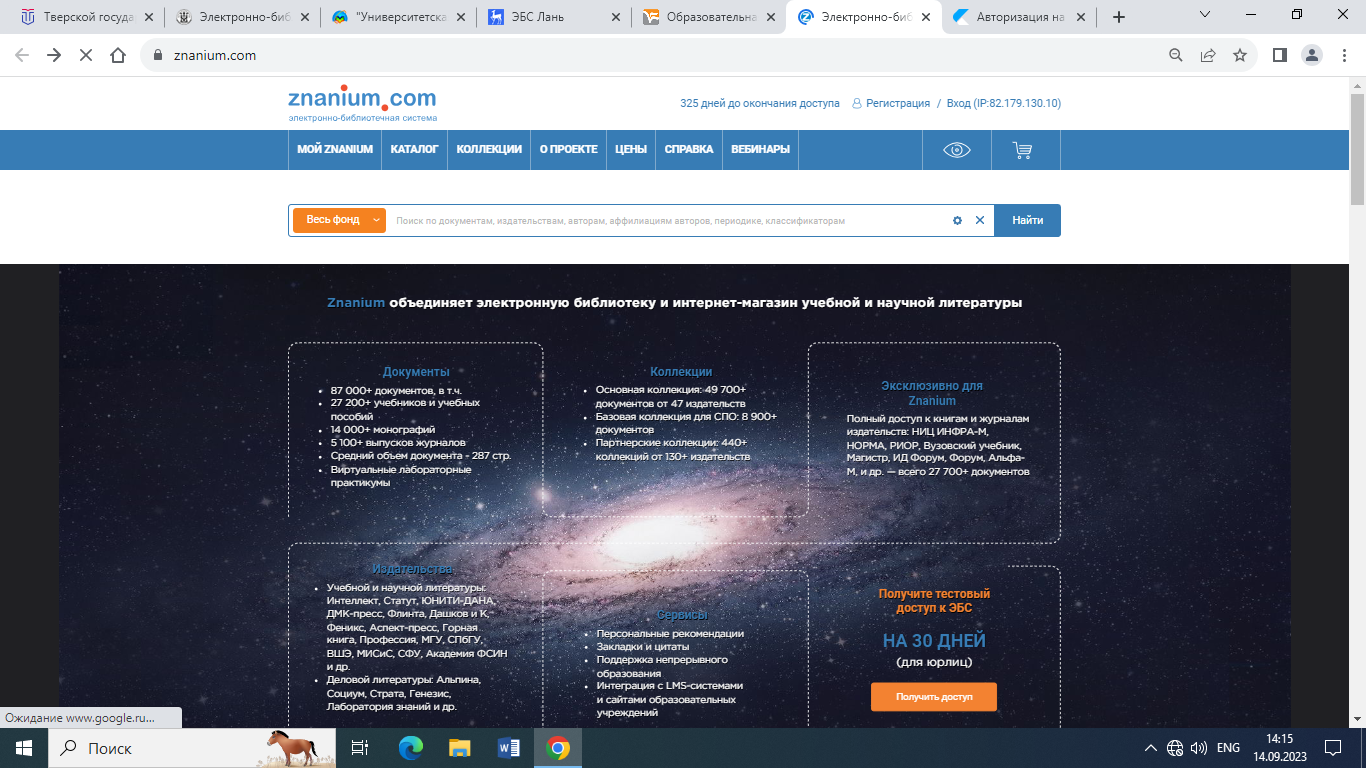 Тверской госуда
Электронно-биб
"Университетска
ЭБС Лань
Образовательна
Электронно-биб
Авторизация на
znanium.com
znanium.com
электронно-библиотечная система
325 дней до окончания доступа
Регистрация / Вход (IP:82.179.130.10)
МОЙ ZNANIUM
КАТАЛОГ
КОЛЛЕКЦИИ
О ПРОЕКТЕ
ЦЕНЫ
СПРАВКА
ВЕБИНАРЫ
Весь фонд
Поиск по документам, издательствам, авторам, аффилиациям авторов, периодике, классификаторам
Найти
Znanium объединяет электронную библиотеку и интернет-магазин учебной и научной литературы
Документы
• 87 000+ документов, в т.ч.
• 27 200+ учебников и учебных
пособий
• 14 000+ монографий
• 5 100+ выпусков журналов
• Средний объем документа - 287 стр.
• Виртуальные лабораторные
практикумы
Коллекции
• Основная коллекция: 49 700+
документов от 47 издательств
• Базовая коллекция для СПО: 8 900+
документов
• Партнерские коллекции: 440+
коллекций от 130+ издательств
Эксклюзивно для
Znanium
Полный доступ к книгам и журналам
издательств: НИЦ ИНФРА-М,
НОРМА, РИОР, Вузовский учебник,
Магистр, ИД Форум, Форум, Альфа-
М, и др. — всего 27 700+ документов
Издательства
• Учебной и научной литературы:
Интеллект, Статут, ЮНИТИ-ДАНА,
ДМК-пресс, Флинта, Дашков и К,
Феникс, Аспект-пресс, Горная
книга, Профессия, МГУ, СПбГУ,
ВШЭ, МИСиС, СФУ, Академия ФСИН
и др.
• Деловой литературы: Альпина,
Социум, Страта, Генезис,
Лаборатория знаний и др.
Сервисы
• Персональные рекомендации
• Закладки и цитаты
• Поддержка непрерывного
образования
• Интеграция с LMS-системами
и сайтами образовательных
учреждений
Получите тестовый
доступ к ЭБС
НА 30 ДНЕЙ
(для юрлиц)
Получить доступ
Ожидание www.google.ru...
Поиск
ENG
14:15
14.09.2023